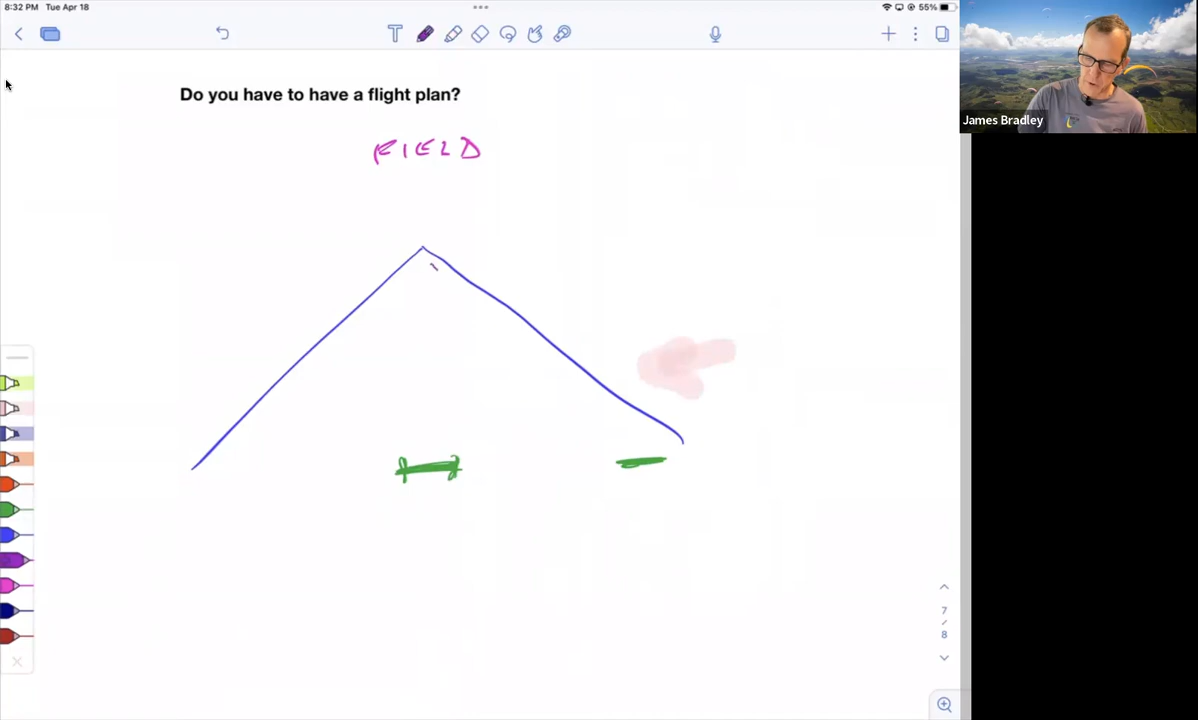 8:32 PM Tue Apr 18
55%
Do you have to have a flight plan?
FIELD
James Bradley
7
/
8